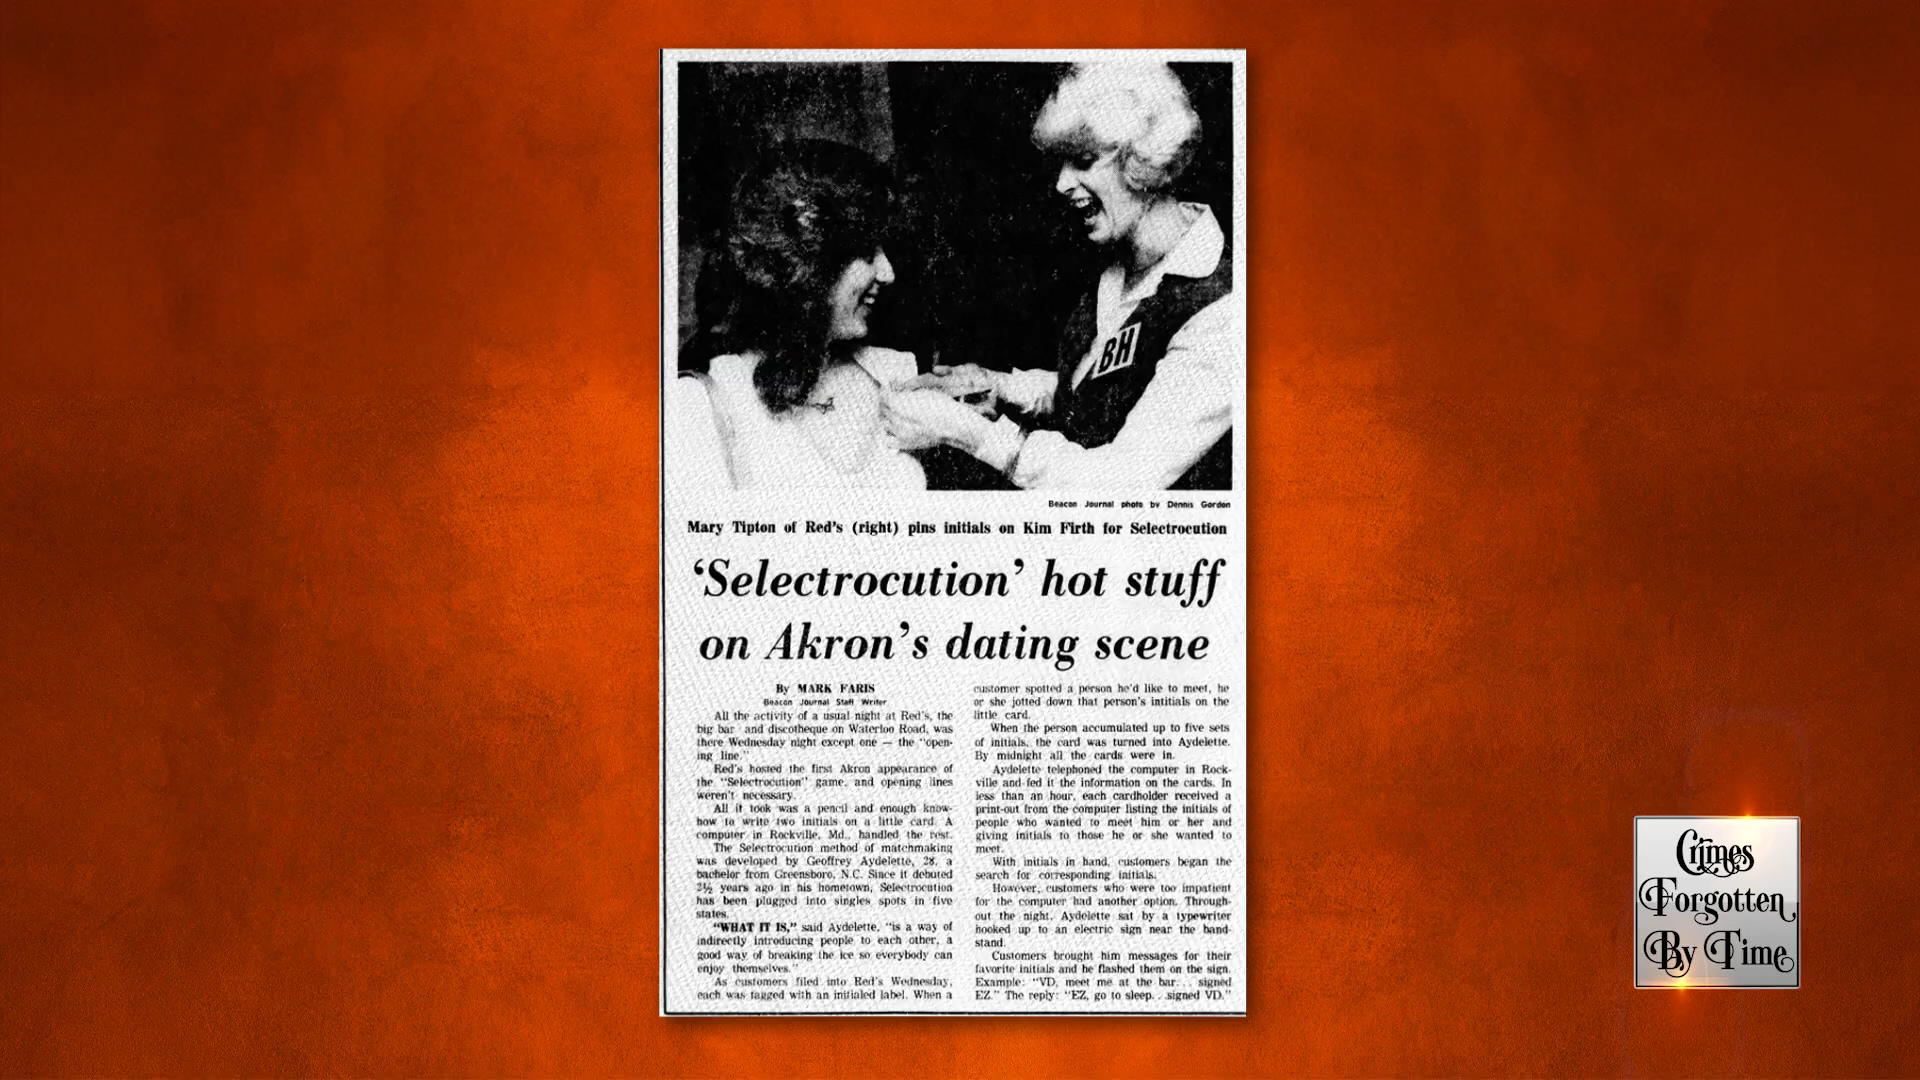 BH
Beacon Journal photo by Dennis Gordon
Mary Tipton of Red's (right) pins initials on Kim Firth for Selectrocution
'Selectrocution' hot stuff
on Akron's dating scene
By MARK FARIS
Beacon Journal Staff Writer
All the activity of a usual night at Red's, the
big bar and discotheque on Waterloo Road, was
there Wednesday night except one — the "open-
ing line."
Red's hosted the first Akron appearance of
the "Selectrocution" game, and opening lines
weren't necessary.
All it took was a pencil and enough know-
how to write two initials on a little card. A
computer in Rockville, Md., handled the rest.
The Selectrocution method of matchmaking
was developed by Geoffrey Aydelette, 28, a
bachelor from Greensboro, N.C. Since it debuted
2½ years ago in his hometown, Selectrocution
has been plugged into singles spots in five
states.
"WHAT IT IS," said Aydelette, "is a way of
indirectly introducing people to each other, a
good way of breaking the ice so everybody can
enjoy themselves."
As customers filed into Red's Wednesday,
each was tagged with an initialed label. When a
customer spotted a person he'd like to meet, he
or she jotted down that person's intitials on the
little card.
When the person accumulated up to five sets
of initials, the card was turned into Aydelette.
By midnight all the cards were in.
Aydelette telephoned the computer in Rock-
ville and fed it the information on the cards. In
less than an hour, each cardholder received a
print-out from the computer listing the initials of
people who wanted to meet him or her and
giving initials to those he or she wanted to
meet.
With initials in hand, customers began the
search for corresponding initials.
However, customers who were too impatient
for the computer had another option. Through-
out the night, Aydelette sat by a typewriter
hooked up to an electric sign near the band-
stand.
Customers brought him messages for their
favorite initials and he flashed them on the sign.
Example: "VD, meet me at the bar. . . signed
EZ." The reply: "EZ, go to sleep. . .signed VD."
Crimes
Forgotten
By Time